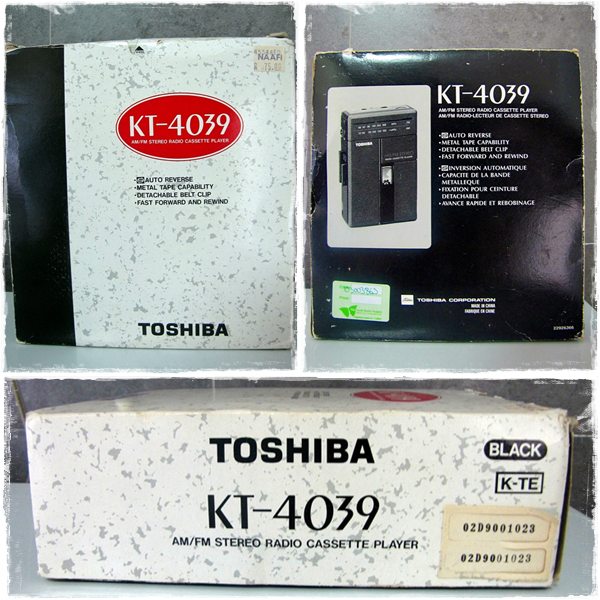 NAAFI
KT-4039
AM/FM STEREO RADIO CASSETTE PLAYER
•AUTO REVERSE
•METAL TAPE CAPABILITY
•DETACHABLE BELT CLIP
•FAST FORWARD AND REWIND
TOSHIBA
KT-4039
AM/FM STEREO RADIO CASSETTE PLAYER
AM/FM RADIO-LECTEUR DE CASSETTE STEREO
•AUTO REVERSE
•METAL TAPE CAPABILITY
•DETACHABLE BELT CLIP
•FAST FORWARD AND REWIND
•INVERSION AUTOMATIQUE
•CAPACITE DE LA BANDE
METALLEQUE
•FIXATION POUR CEINTURE
DETACHABLE
•AVANCE RAPIDE ET REBOBINAGE
TOSHIBA
TOSHIBA CORPORATION
MADE IN CHINA
FABRIQUE EN CHINE
22926305
TOSHIBA
KT-4039
AM/FM STEREO RADIO CASSETTE PLAYER
BLACK
K-TE
02D9001023
02D9001023